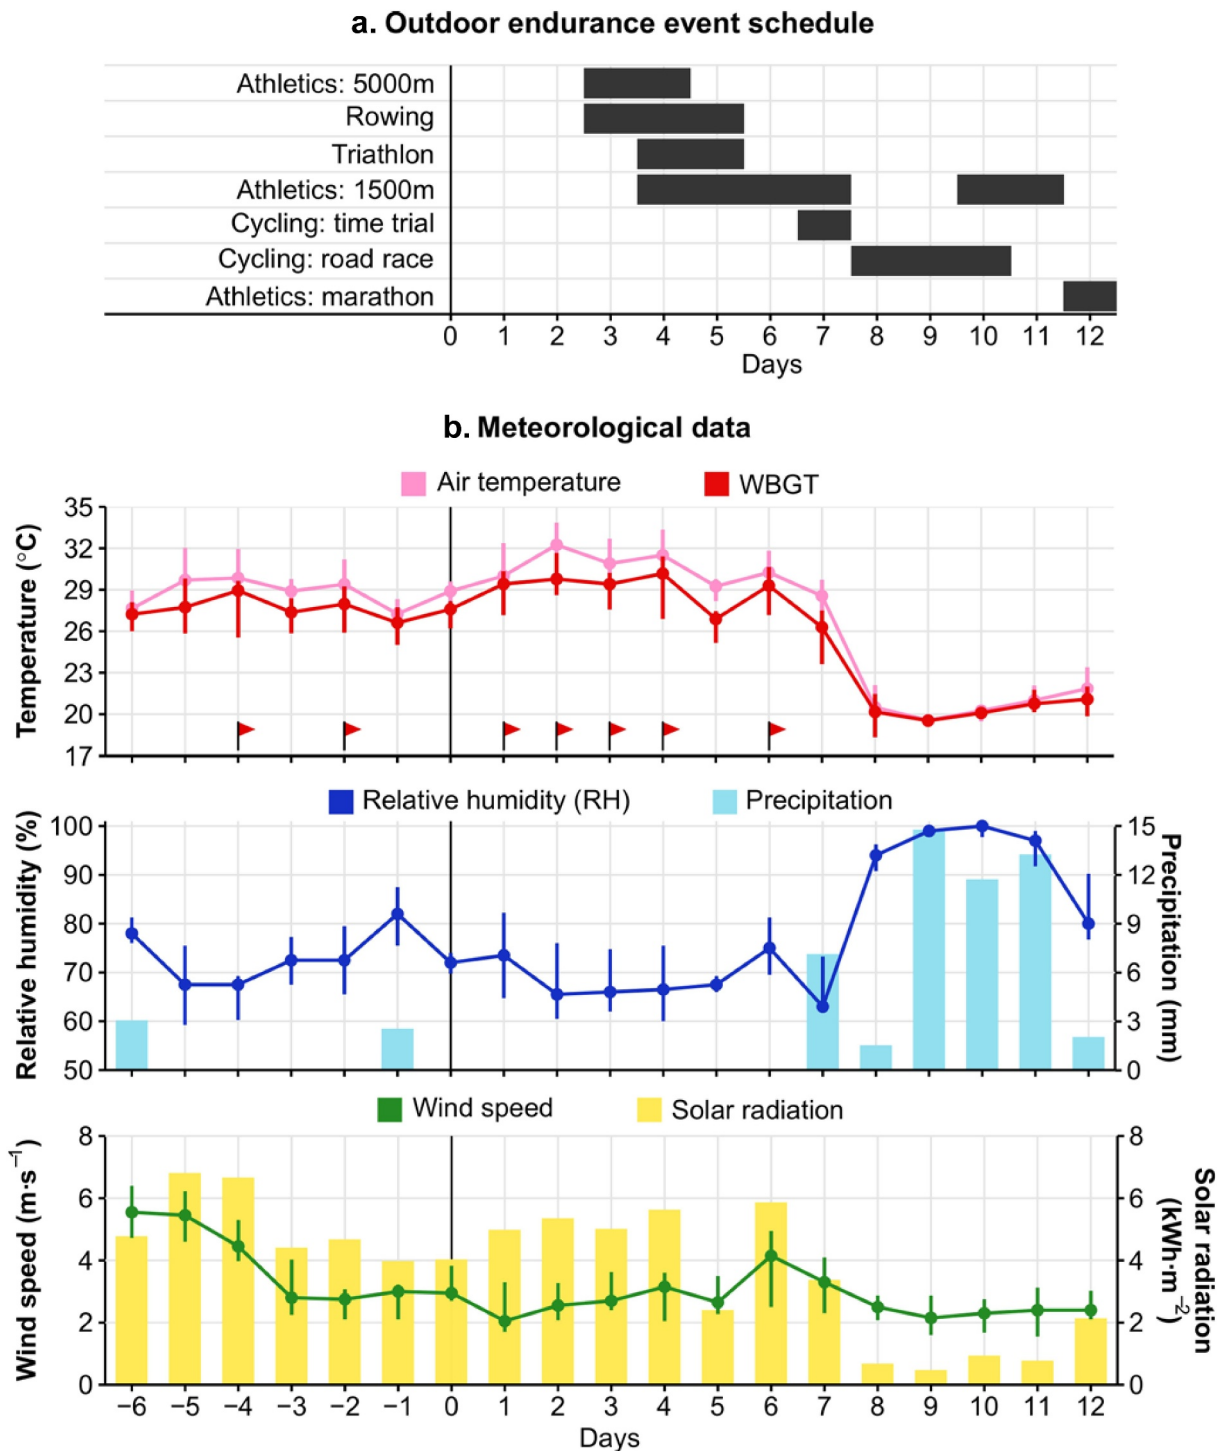 a. Outdoor endurance event schedule
Athletics: 5000m
Rowing
Triathlon
Athletics: 1500m
Cycling: time trial
Cycling: road race
Athletics: marathon
0 1 2 3 4 5 6 7 8 9 10 11 12
Days
b. Meteorological data
Air temperature WBGT
Temperature (°C)
35
32
29
26
23
20
17
Relative humidity (RH) Precipitation
Relative humidity (%)
100
90
80
70
60
50
15
12
9
6
3
0
Precipitation (mm)
Wind speed Solar radiation
Wind speed (m·s⁻¹)
8
6
4
2
0
8
6
4
2
0
Solar radiation
(kWh·m⁻²)
−6 −5 −4 −3 −2 −1 0 1 2 3 4 5 6 7 8 9 10 11 12
Days